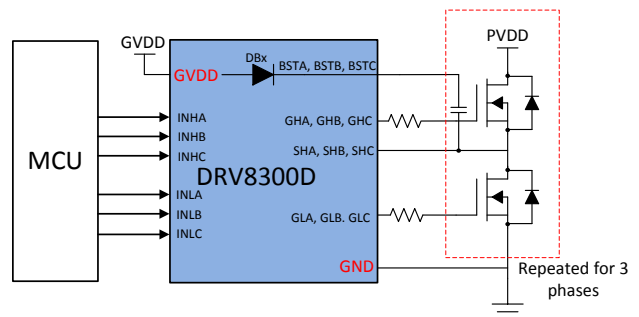 GVDD
PVDD
DBx
GVDD
BSTA, BSTB, BSTC
INHA
GHA, GHB, GHC
INHB
INHC
SHA, SHB, SHC
MCU
DRV8300D
INLA
INLB
GLA, GLB. GLC
INLC
GND
Repeated for 3
phases